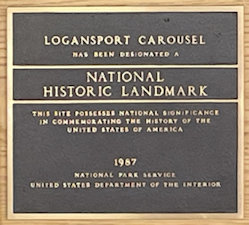 LOGANSPORT CAROUSEL
HAS BEEN DESIGNATED A
NATIONAL
HISTORIC LANDMARK
THIS SITE POSSESSES NATIONAL SIGNIFICANCE
IN COMMEMORATING THE HISTORY OF THE
UNITED STATES OF AMERICA
1987
NATIONAL PARK SERVICE
UNITED STATES DEPARTMENT OF THE INTERIOR